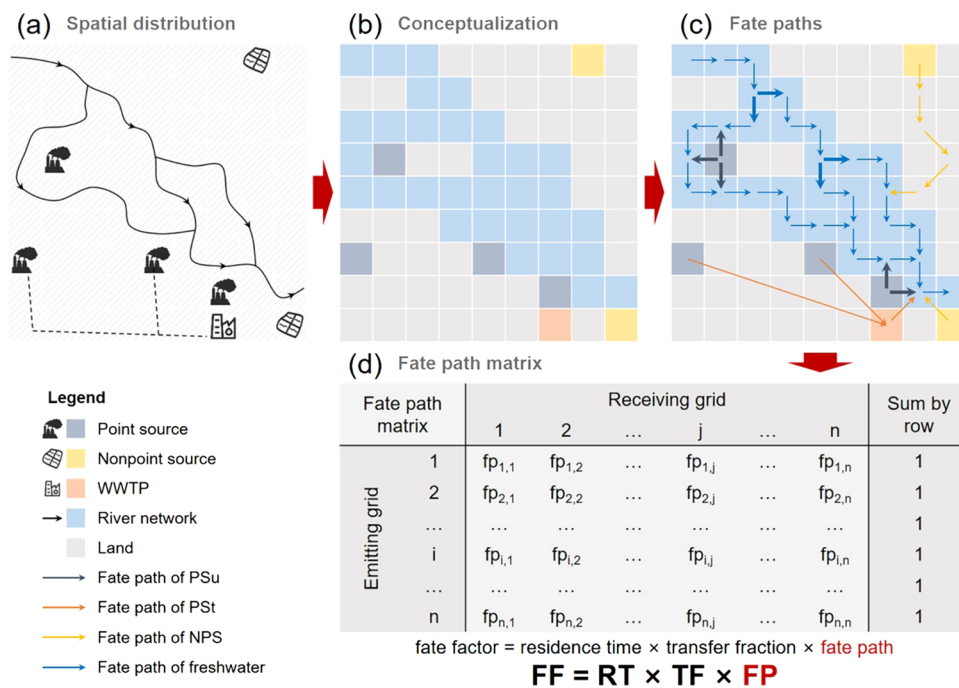 (a) Spatial distribution
(b) Conceptualization
(c) Fate paths
Legend
Point source
Nonpoint source
WWTP
River network
Land
Fate path of PSu
Fate path of PSt
Fate path of NPS
Fate path of freshwater
(d) Fate path matrix
Fate path matrix
Receiving grid
Sum by row
1 2 … j … n
Emitting grid
1 fp1,1 fp1,2 … fp1,j … fp1,n 1
2 fp2,1 fp2,2 … fp2,j … fp2,n 1
… … … … … … … 1
i fpi,1 fpi,2 … fpi,j … fpi,n 1
… … … … … … … 1
n fpn,1 fpn,2 … fpn,j … fpn,n 1
fate factor = residence time × transfer fraction × fate path
FF = RT × TF × FP